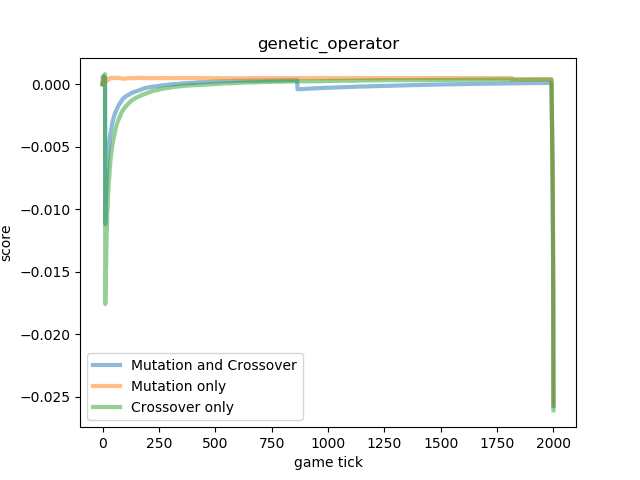 genetic_operator
0.000
−0.005
−0.010
−0.015
−0.020
−0.025
score
Mutation and Crossover
Mutation only
Crossover only
0 250 500 750 1000 1250 1500 1750 2000
game tick